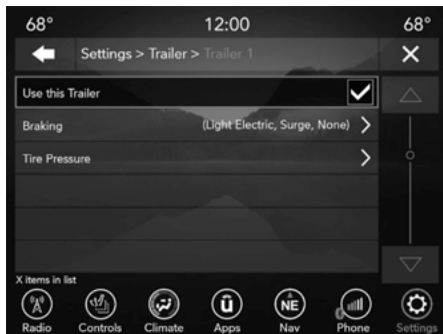 68° 12:00 68°
Settings > Trailer > Trailer 1
Use this Trailer
Braking (Light Electric, Surge, None)
Tire Pressure
X items in list
Radio Controls Climate Apps Nav Phone Settings
ū NE